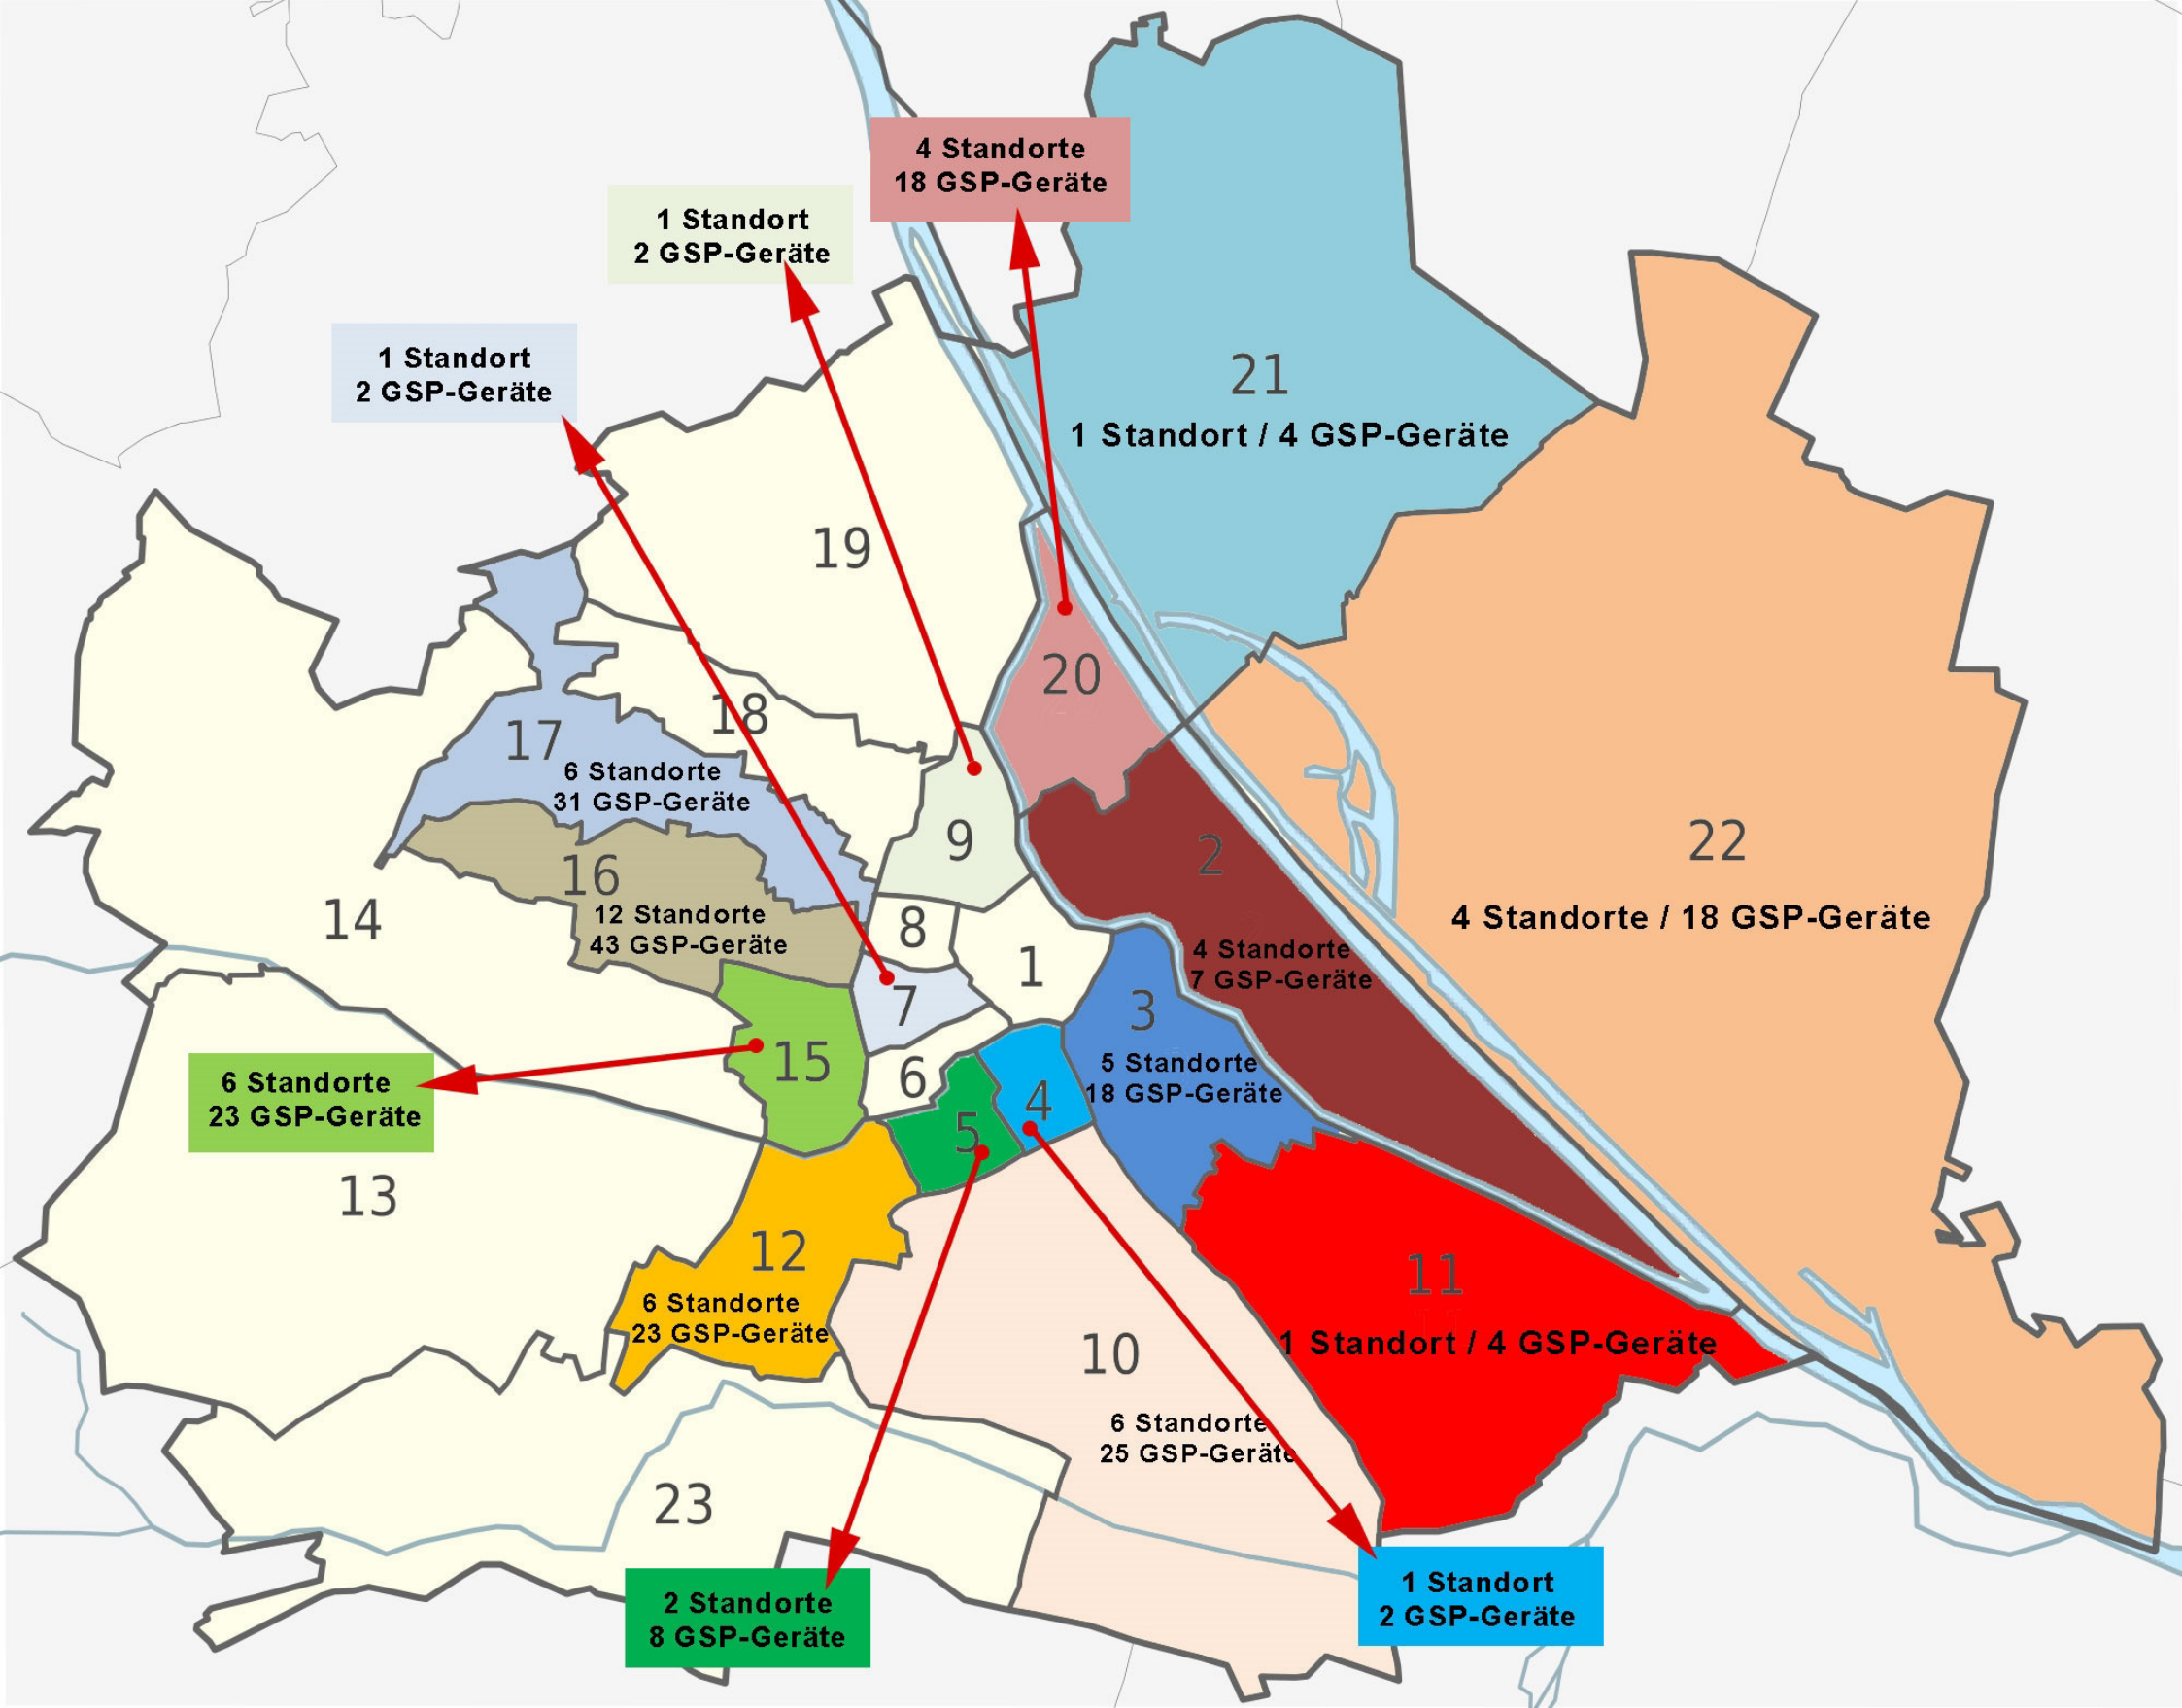 4 Standorte
18 GSP-Geräte
1 Standort
2 GSP-Geräte
1 Standort
2 GSP-Geräte
21
1 Standort / 4 GSP-Geräte
19
20
18
17
6 Standorte
31 GSP-Geräte
9
2
22
16
12 Standorte
43 GSP-Geräte
14
8
4 Standorte / 18 GSP-Geräte
1
4 Standorte
7 GSP-Geräte
7
3
5 Standorte
18 GSP-Geräte
15
6
4
5
6 Standorte
23 GSP-Geräte
13
12
6 Standorte
23 GSP-Geräte
11
1 Standort / 4 GSP-Geräte
10
6 Standorte
25 GSP-Geräte
23
2 Standorte
8 GSP-Geräte
1 Standort
2 GSP-Geräte